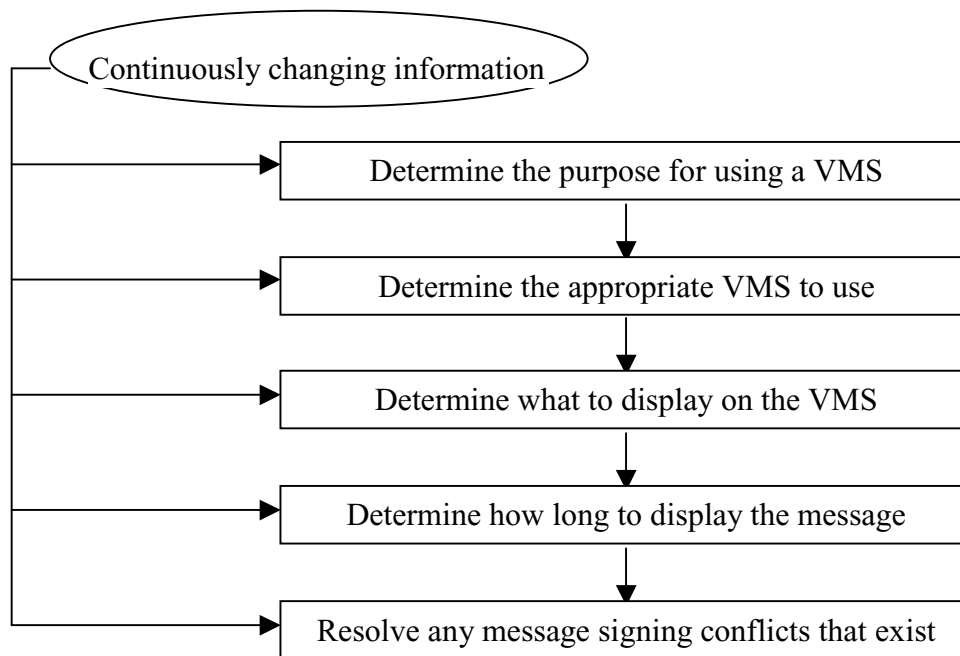 Continuously changing information
Determine the purpose for using a VMS
Determine the appropriate VMS to use
Determine what to display on the VMS
Determine how long to display the message
Resolve any message signing conflicts that exist